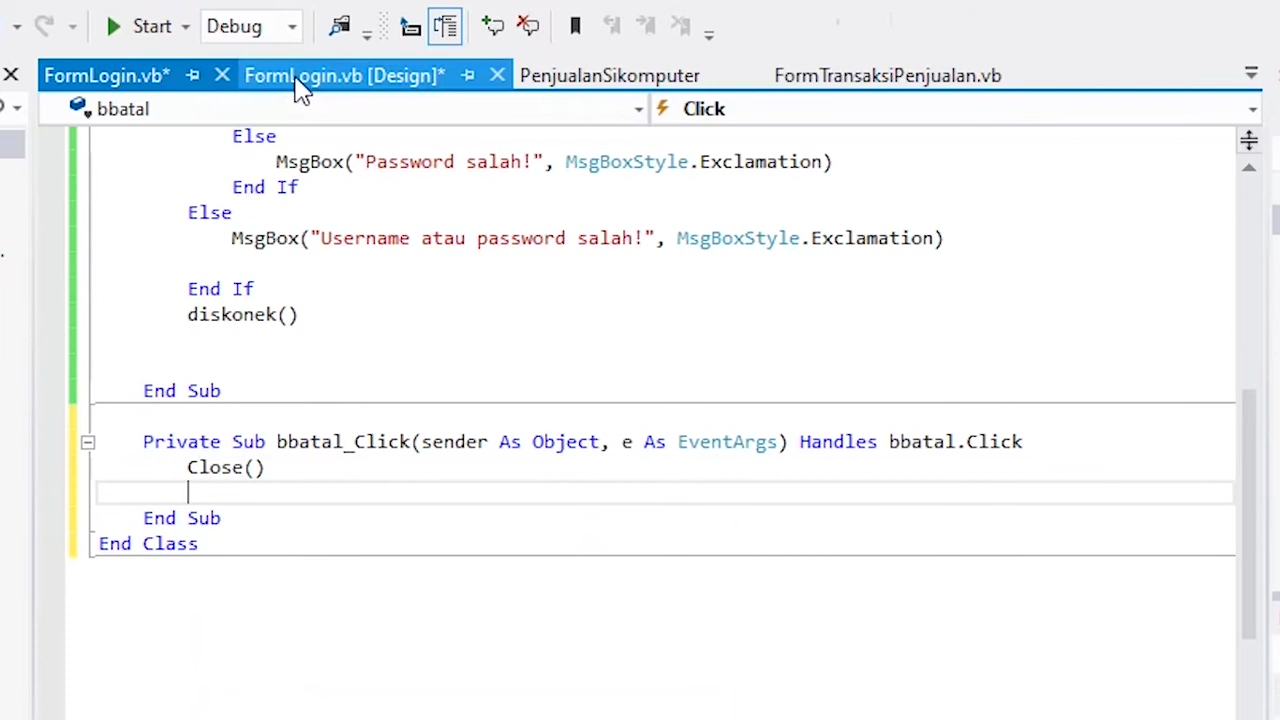 Start Debug
FormLogin.vb* FormLogin.vb [Design]* PenjualanSikomputer FormTransaksiPenjualan.vb
bbatal Click
Else
MsgBox("Password salah!", MsgBoxStyle.Exclamation)
End If
Else
MsgBox("Username atau password salah!", MsgBoxStyle.Exclamation)
End If
diskonek()
End Sub
Private Sub bbatal_Click(sender As Object, e As EventArgs) Handles bbatal.Click
Close()
End Sub
End Class